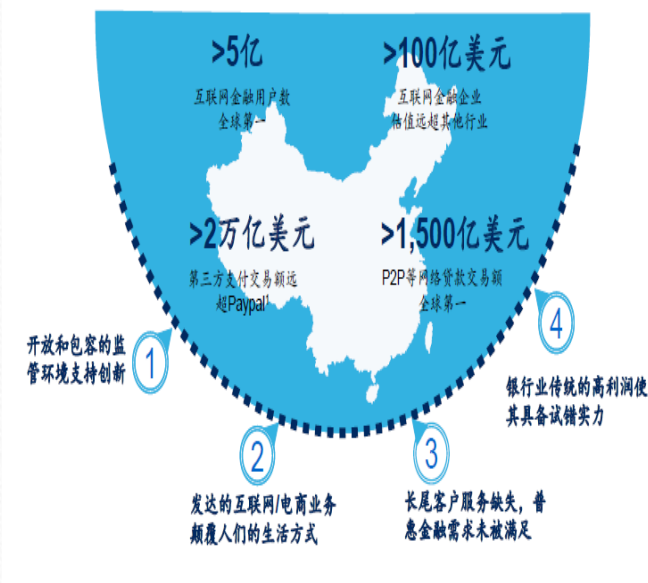 >5亿
互联网金融用户数
全球第一
>100亿美元
互联网金融企业
估值远超其他行业
>2万亿美元
第三方支付交易额远
超Paypal¹
>1,500亿美元
P2P等网络贷款交易额
全球第一
1
开放和包容的监
管环境支持创新
2
发达的互联网/电商业务
颠覆人们的生活方式
3
长尾客户服务缺失，普
惠金融需求未被满足
4
银行业传统的高利润使
其具备试错实力